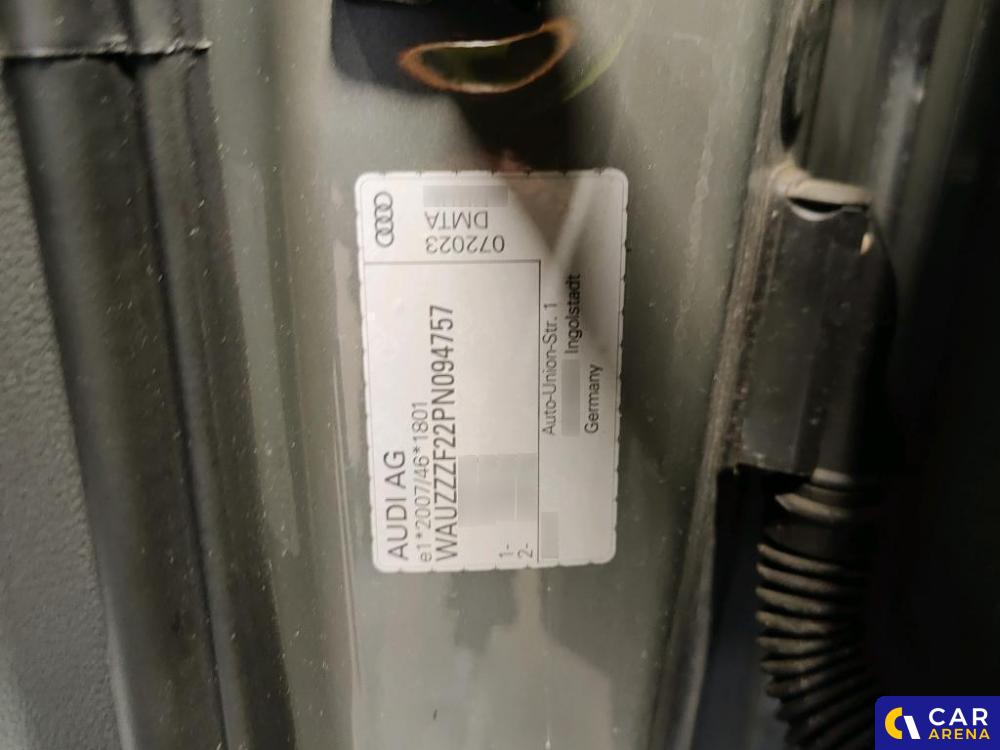 AUDI AG
e1*2007/46*1801
WAUZZZF22PN094757
1-
2-
Auto-Union-Str. 1
Ingolstadt
Germany
072023
DMTA
CAR
ARENA